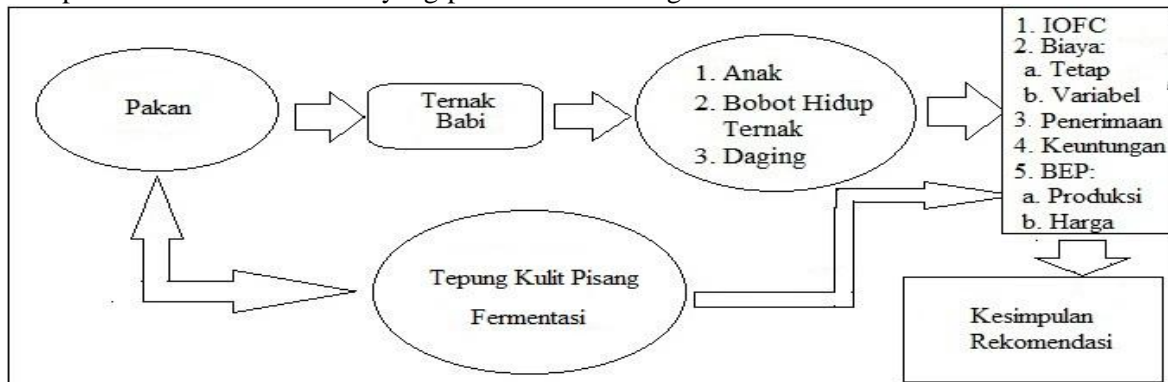 Pakan
Ternak
Babi
1. Anak
2. Bobot Hidup
Ternak
3. Daging
1. IOFC
2. Biaya:
a. Tetap
b. Variabel
3. Penerimaan
4. Keuntungan
5. BEP:
a. Produksi
b. Harga
Tepung Kulit Pisang
Fermentasi
Kesimpulan
Rekomendasi